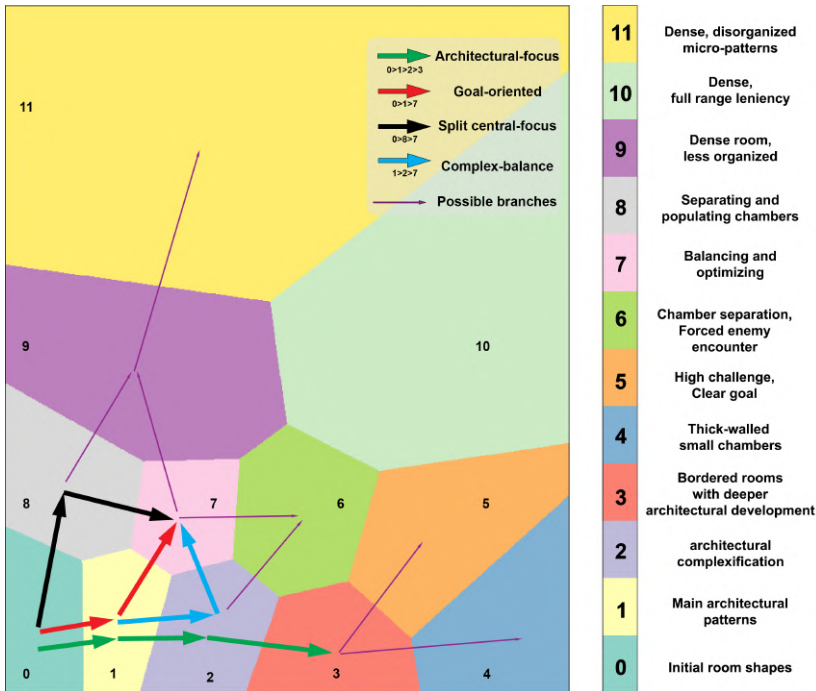 11
Architectural-focus
0>1>2>3
Goal-oriented
0>1>7
Split central-focus
0>8>7
Complex-balance
1>2>7
Possible branches
9
10
8
7
6
5
0
1
2
3
4
11
Dense, disorganized
micro-patterns
10
Dense,
full range leniency
9
Dense room,
less organized
8
Separating and
populating chambers
7
Balancing and
optimizing
6
Chamber separation,
Forced enemy
encounter
5
High challenge,
Clear goal
4
Thick-walled
small chambers
3
Bordered rooms
with deeper
architectural development
2
architectural
complexification
1
Main architectural
patterns
0
Initial room shapes